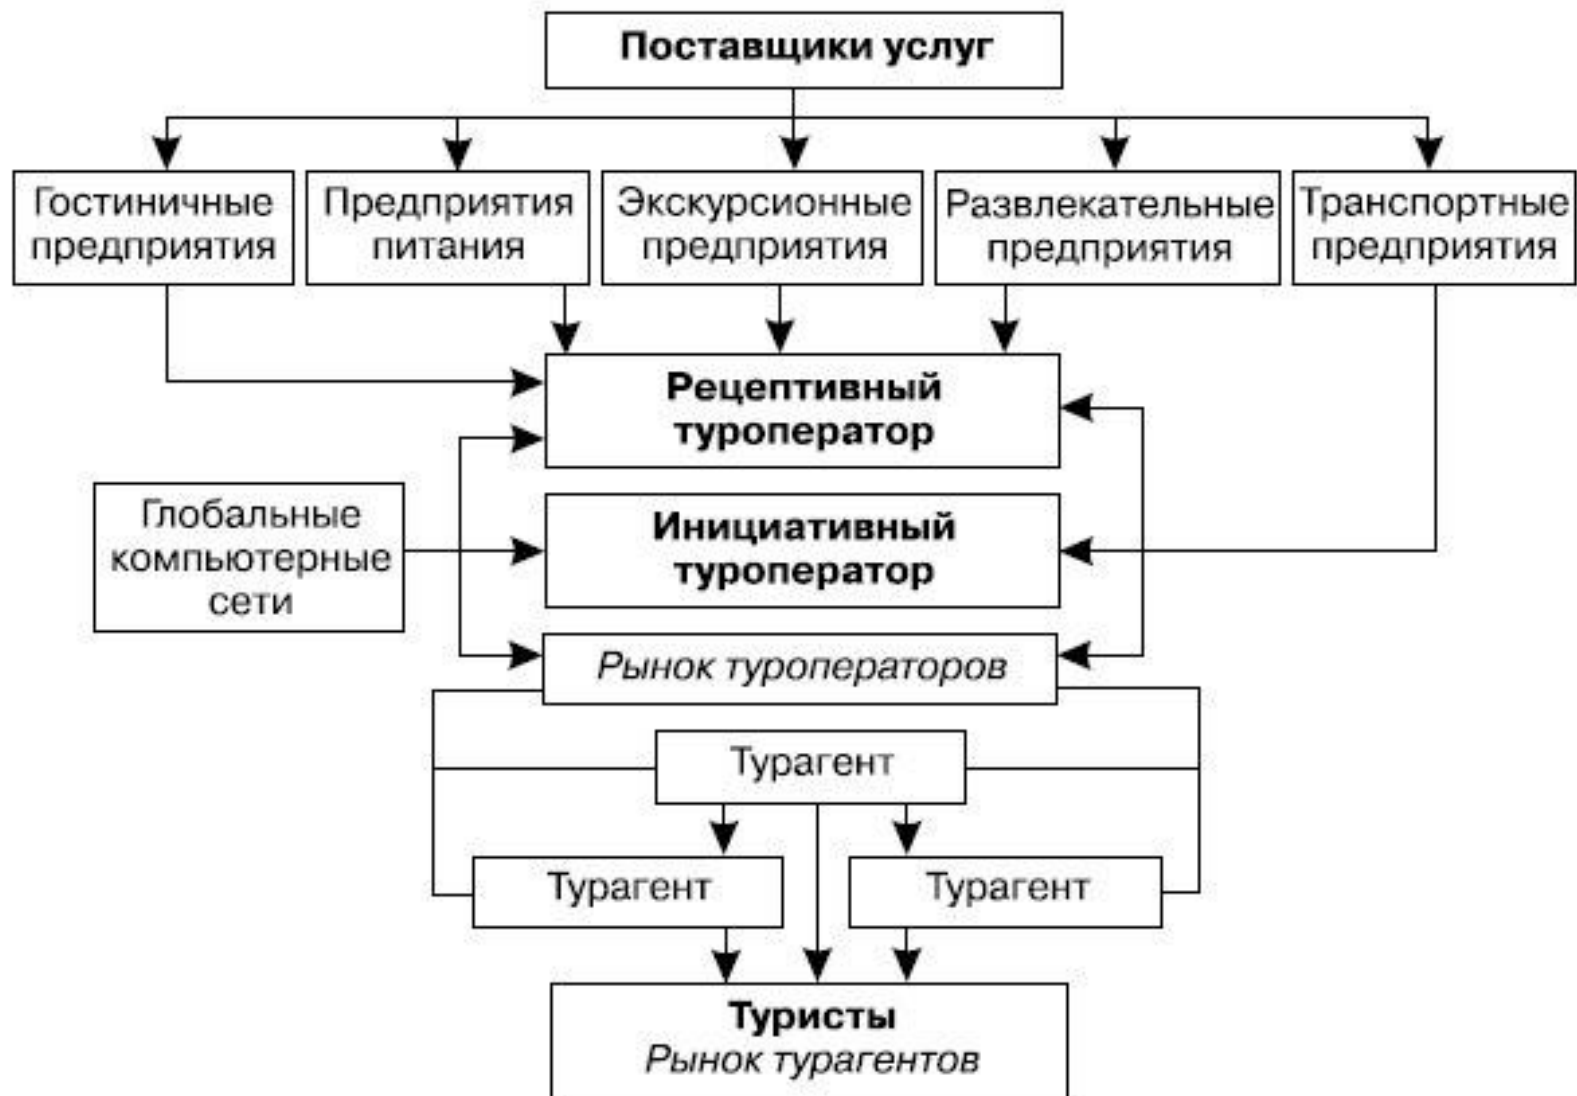 Поставщики услуг
Гостиничные
предприятия
Предприятия
питания
Экскурсионные
предприятия
Развлекательные
предприятия
Транспортные
предприятия
Рецептивный
туроператор
Глобальные
компьютерные
сети
Инициативный
туроператор
Рынок туроператоров
Турагент
Турагент
Турагент
Туристы
Рынок турагентов